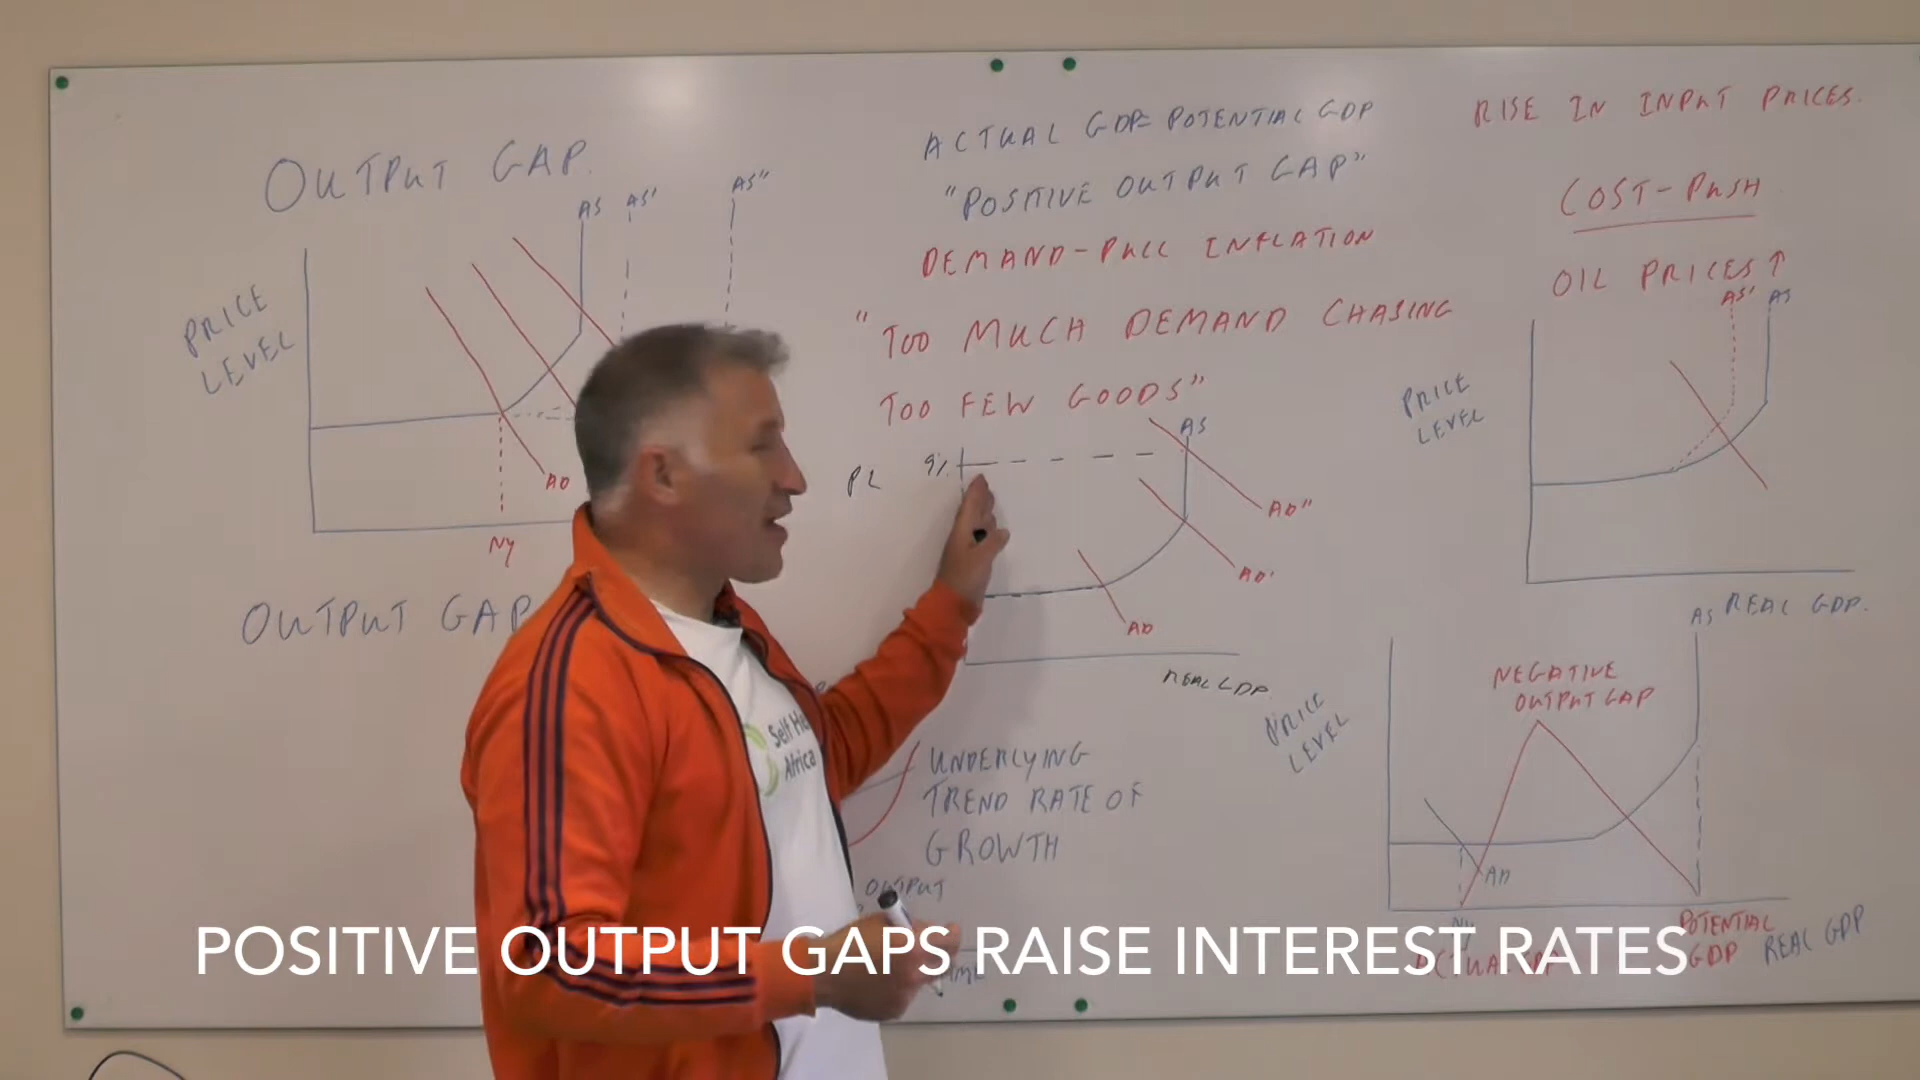 OUTPUT GAP.
AS
AS'
AS"
PRICE
LEVEL
AD
NY
OUTPUT GAP
ACTUAL GDP= POTENTIAL GDP
"POSITIVE OUTPUT GAP"
DEMAND-PULL INFLATION
"TOO MUCH DEMAND CHASING
TOO FEW GOODS"
PL
9%
AS
AD"
AD'
AD
REAL GDP.
UNDERLYING
TREND RATE OF
GROWTH
OUTPUT
RISE IN INPUT PRICES.
COST-PUSH
OIL PRICES↑
AS'
AS
PRICE
LEVEL
REAL GDP.
AS
NEGATIVE
OUTPUT GAP
PRICE
LEVEL
AD
POTENTIAL
GDP
REAL GDP
Self He
Africa
POSITIVE OUTPUT GAPS RAISE INTEREST RATES